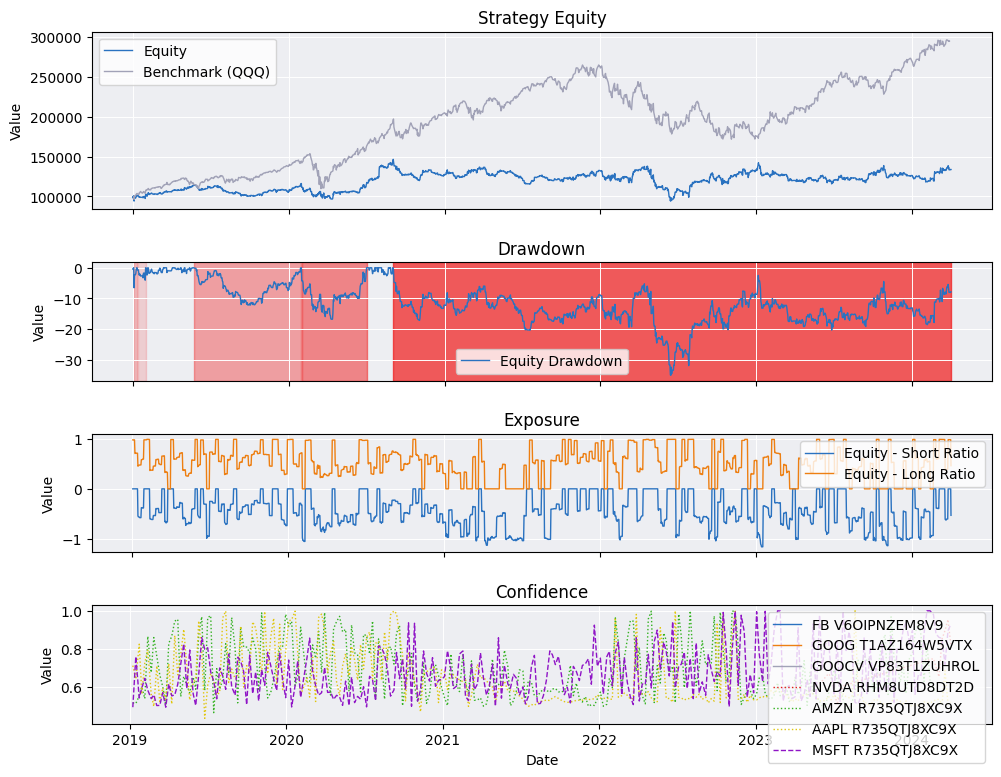 Strategy Equity
300000
250000
200000
150000
100000
Value
Equity
Benchmark (QQQ)
Drawdown
0
−10
−20
−30
Value
Equity Drawdown
Exposure
1
0
−1
Value
Equity - Short Ratio
Equity - Long Ratio
Confidence
1.0
0.8
0.6
Value
FB V6OIPNZEM8V9
GOOG T1AZ164W5VTX
GOOCV VP83T1ZUHROL
NVDA RHM8UTD8DT2D
AMZN R735QTJ8XC9X
AAPL R735QTJ8XC9X
MSFT R735QTJ8XC9X
2019 2020 2021 2022 2023 2024
Date